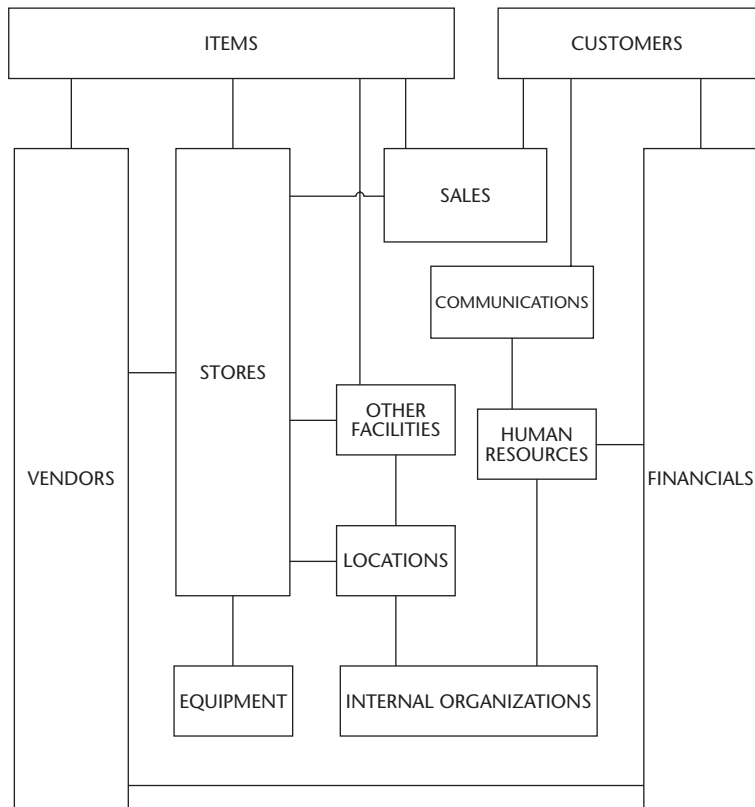 ITEMS
CUSTOMERS
SALES
COMMUNICATIONS
STORES
OTHER
FACILITIES
HUMAN
RESOURCES
VENDORS
FINANCIALS
LOCATIONS
EQUIPMENT
INTERNAL ORGANIZATIONS